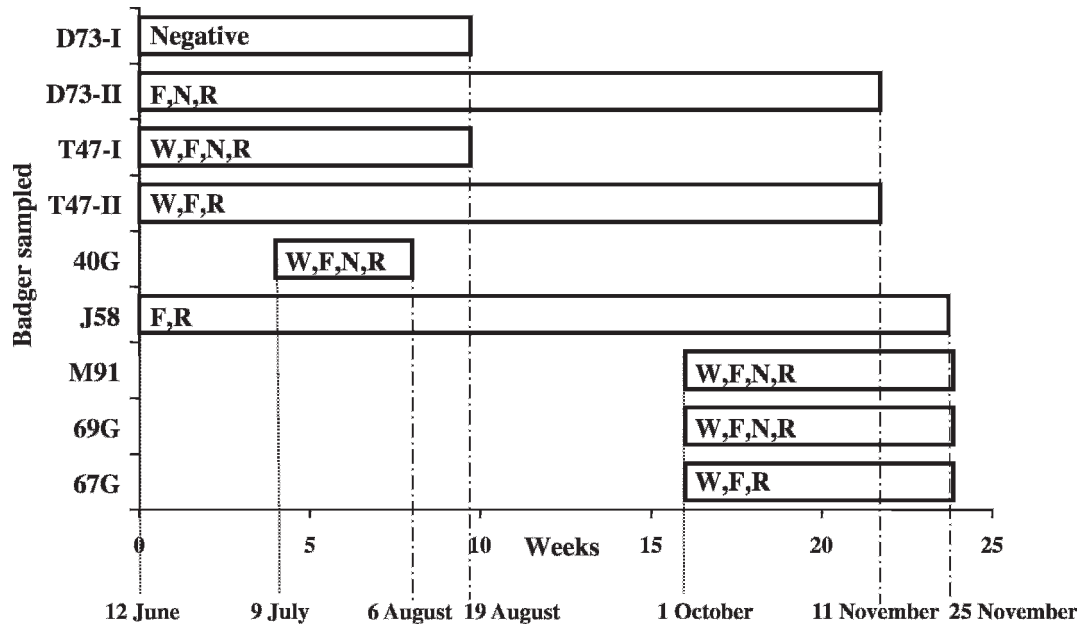 D73-I Negative
D73-II F,N,R
T47-I W,F,N,R
T47-II W,F,R
40G W,F,N,R
J58 F,R
M91 W,F,N,R
69G W,F,N,R
67G W,F,R
Badger sampled
0 5 10 15 20 25
Weeks
12 June 9 July 6 August 19 August 1 October 11 November 25 November